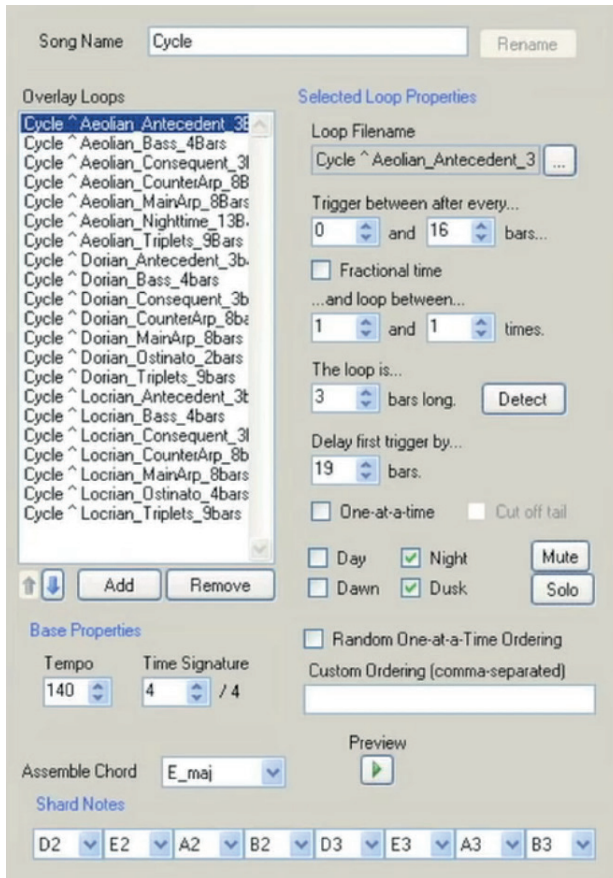 Song Name Cycle Rename
Overlay Loops
Cycle ^ Aeolian_Antecedent_3B
Cycle ^ Aeolian_Bass_4Bars
Cycle ^ Aeolian_Consequent_3
Cycle ^ Aeolian_CounterArp_8B
Cycle ^ Aeolian_MainArp_8Bars
Cycle ^ Aeolian_Nighttime_13B
Cycle ^ Aeolian_Triplets_9Bars
Cycle ^ Dorian_Antecedent_3b
Cycle ^ Dorian_Bass_4bars
Cycle ^ Dorian_Consequent_3b
Cycle ^ Dorian_CounterArp_8ba
Cycle ^ Dorian_MainArp_8bars
Cycle ^ Dorian_Ostinato_2bars
Cycle ^ Dorian_Triplets_9bars
Cycle ^ Locrian_Antecedent_3b
Cycle ^ Locrian_Bass_4bars
Cycle ^ Locrian_Consequent_3
Cycle ^ Locrian_CounterArp_8b
Cycle ^ Locrian_MainArp_8bars
Cycle ^ Locrian_Ostinato_4bars
Cycle ^ Locrian_Triplets_9bars
Add Remove
Selected Loop Properties
Loop Filename
Cycle ^ Aeolian_Antecedent_3 ...
Trigger between after every...
0 and 16 bars...
Fractional time
...and loop between...
1 and 1 times.
The loop is...
3 bars long. Detect
Delay first trigger by...
19 bars.
One-at-a-time Cut off tail
Day Night Mute
Dawn Dusk Solo
Base Properties
Tempo Time Signature
140 4 / 4
Random One-at-a-Time Ordering
Custom Ordering (comma-separated)
Preview
Assemble Chord E_maj
Shard Notes
D2 E2 A2 B2 D3 E3 A3 B3